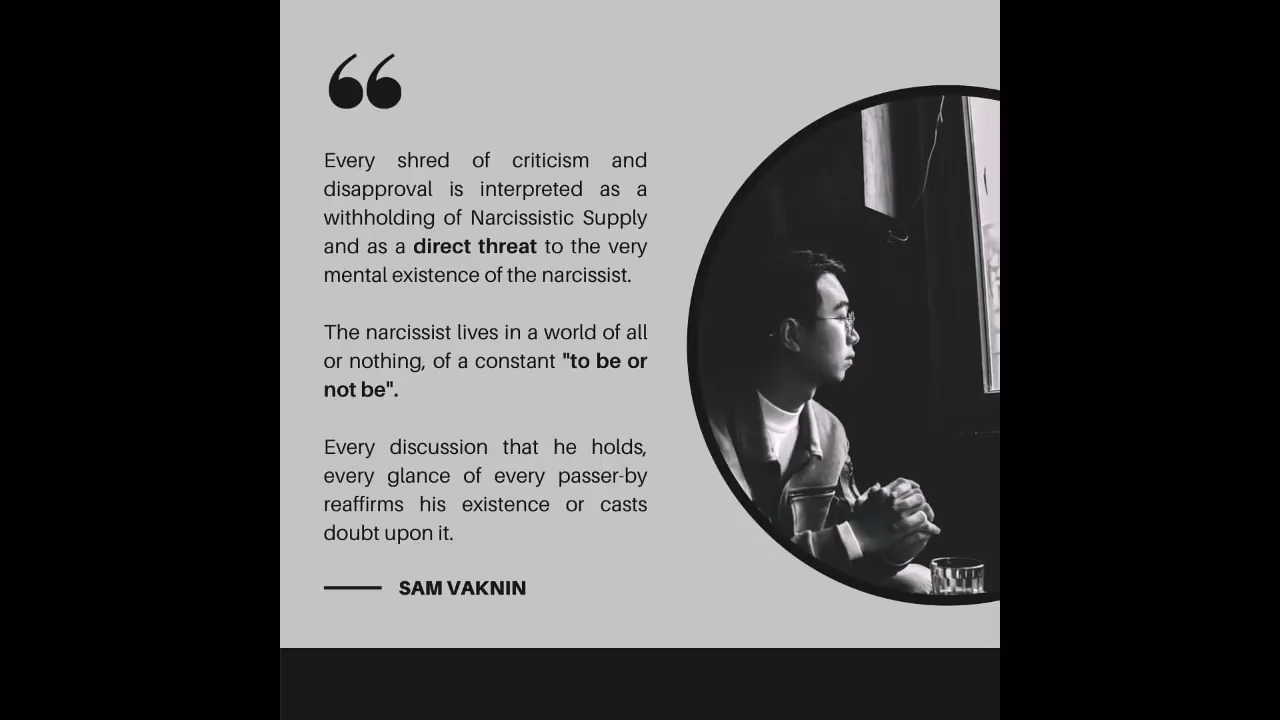 “
Every shred of criticism and
disapproval is interpreted as a
withholding of Narcissistic Supply
and as a direct threat to the very
mental existence of the narcissist.
The narcissist lives in a world of all
or nothing, of a constant "to be or
not be".
Every discussion that he holds,
every glance of every passer-by
reaffirms his existence or casts
doubt upon it.
SAM VAKNIN